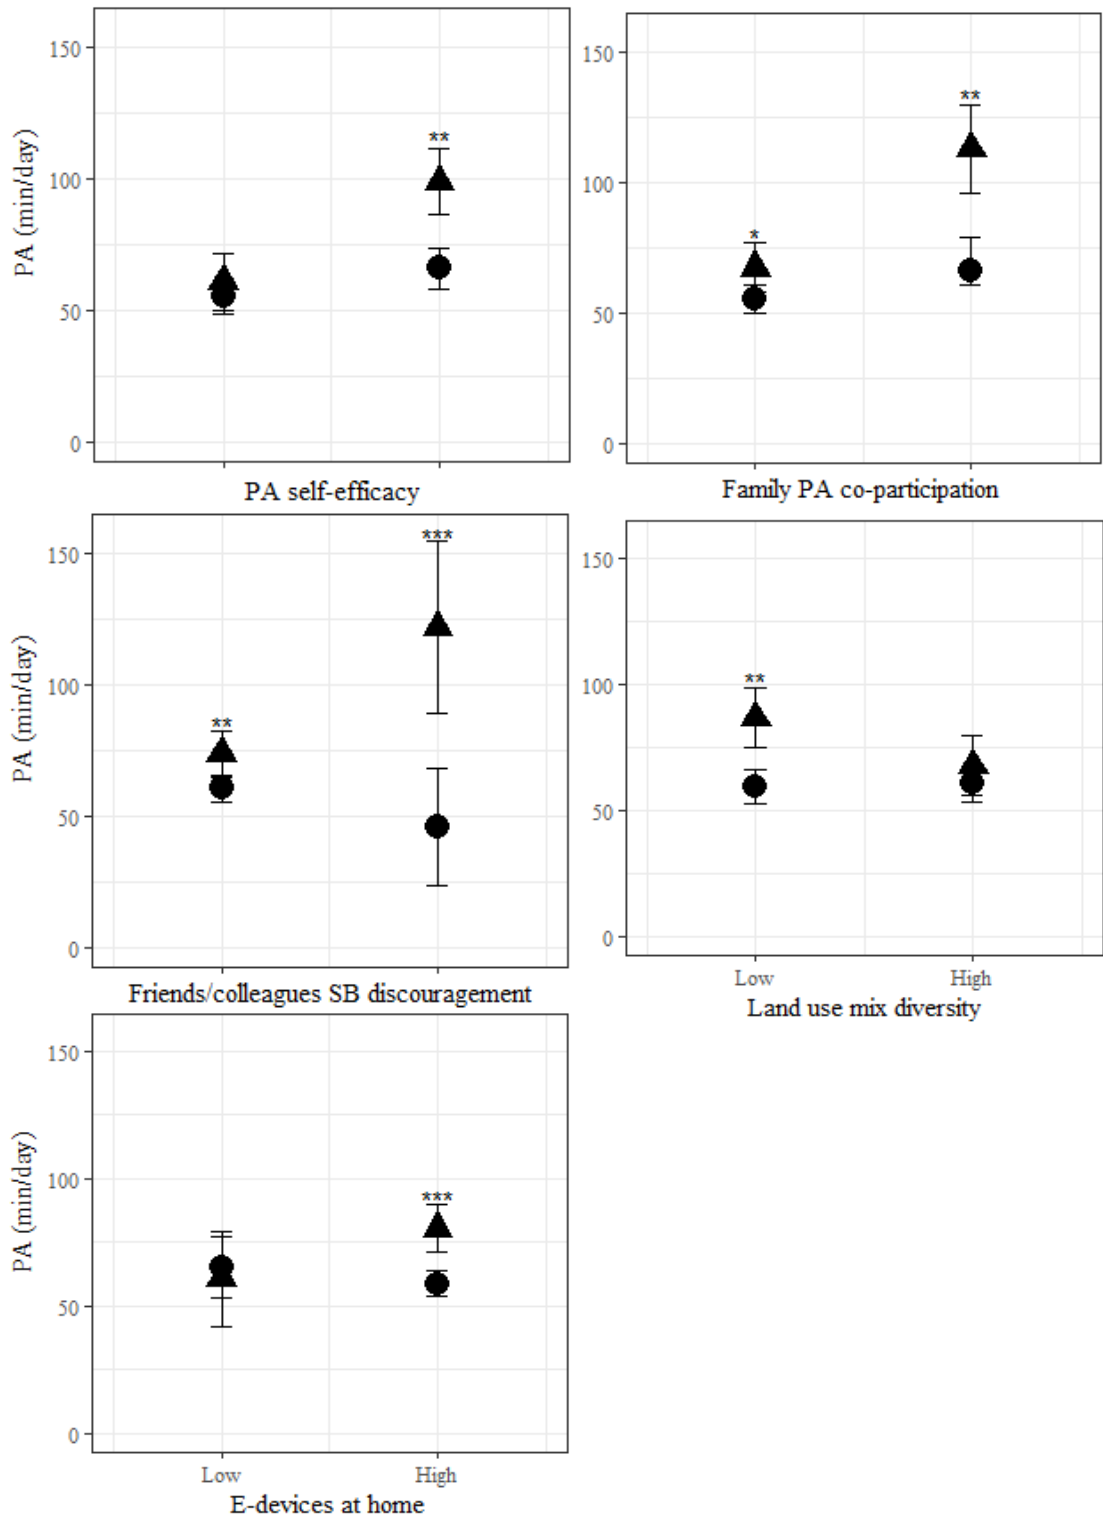 150
100
50
0
PA (min/day)
**
PA self-efficacy
150
100
50
0
*
**
Family PA co-participation
150
100
50
0
PA (min/day)
**
***
Friends/colleagues SB discouragement
150
100
50
0
**
Low High
Land use mix diversity
150
100
50
0
PA (min/day)
***
Low High
E-devices at home